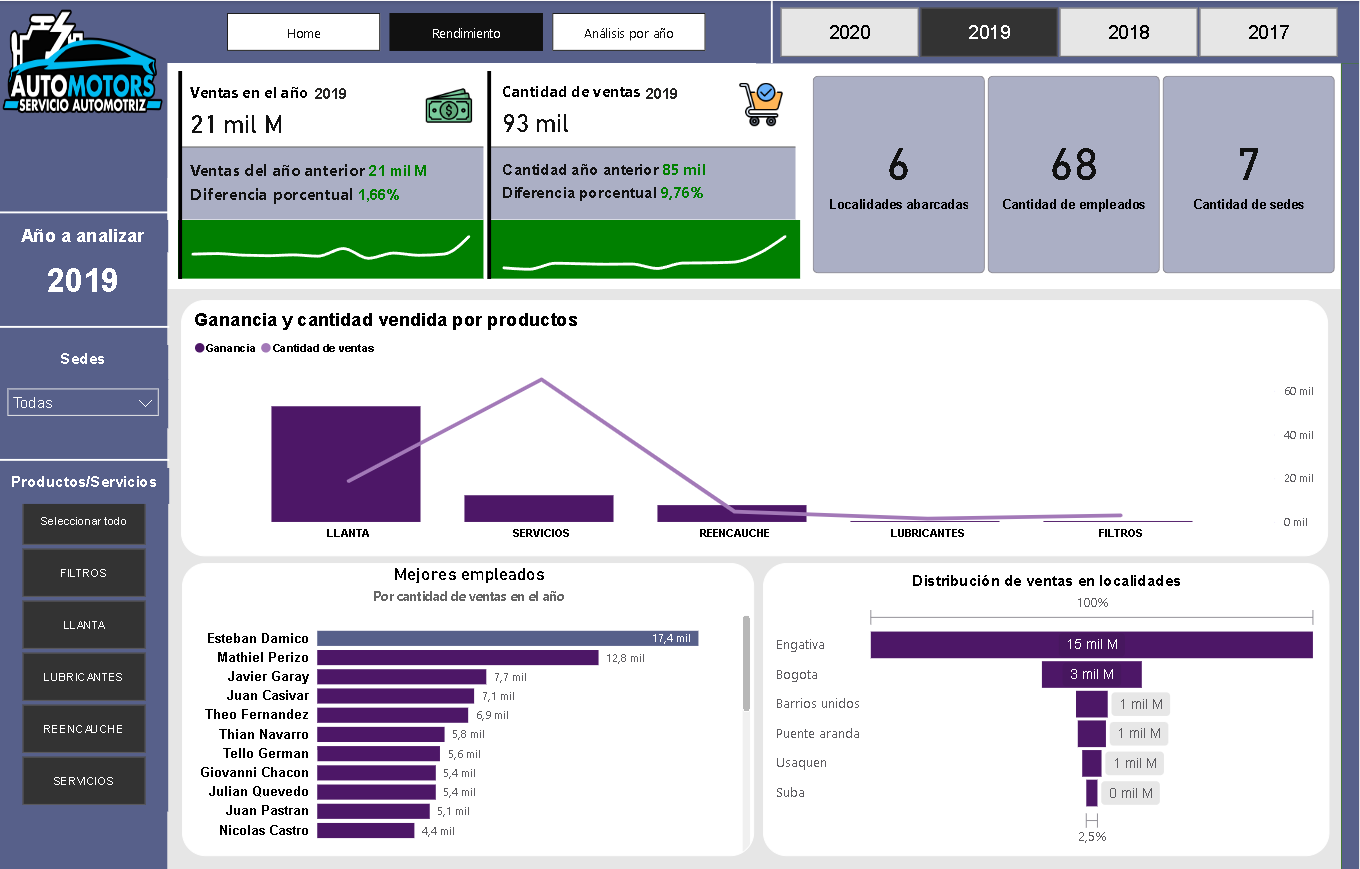 AUTOMOTORS
SERVICIO AUTOMOTRIZ
Home
Rendimiento
Análisis por año
2020
2019
2018
2017
Año a analizar
2019
Sedes
Todas
Productos/Servicios
Seleccionar todo
FILTROS
LLANTA
LUBRICANTES
REENCAUCHE
SERVICIOS
Ventas en el año 2019
21 mil M
Ventas del año anterior 21 mil M
Diferencia porcentual 1,66%
Cantidad de ventas 2019
93 mil
Cantidad año anterior 85 mil
Diferencia porcentual 9,76%
6
Localidades abarcadas
68
Cantidad de empleados
7
Cantidad de sedes
Ganancia y cantidad vendida por productos
Ganancia Cantidad de ventas
60 mil
40 mil
20 mil
0 mil
LLANTA SERVICIOS REENCAUCHE LUBRICANTES FILTROS
Mejores empleados
Por cantidad de ventas en el año
Esteban Damico 17,4 mil
Mathiel Perizo 12,8 mil
Javier Garay 7,7 mil
Juan Casivar 7,1 mil
Theo Fernandez 6,9 mil
Thian Navarro 5,8 mil
Tello German 5,6 mil
Giovanni Chacon 5,4 mil
Julian Quevedo 5,4 mil
Juan Pastran 5,1 mil
Nicolas Castro 4,4 mil
Distribución de ventas en localidades
100%
Engativa 15 mil M
Bogota 3 mil M
Barrios unidos 1 mil M
Puente aranda 1 mil M
Usaquen 1 mil M
Suba 0 mil M
2,5%